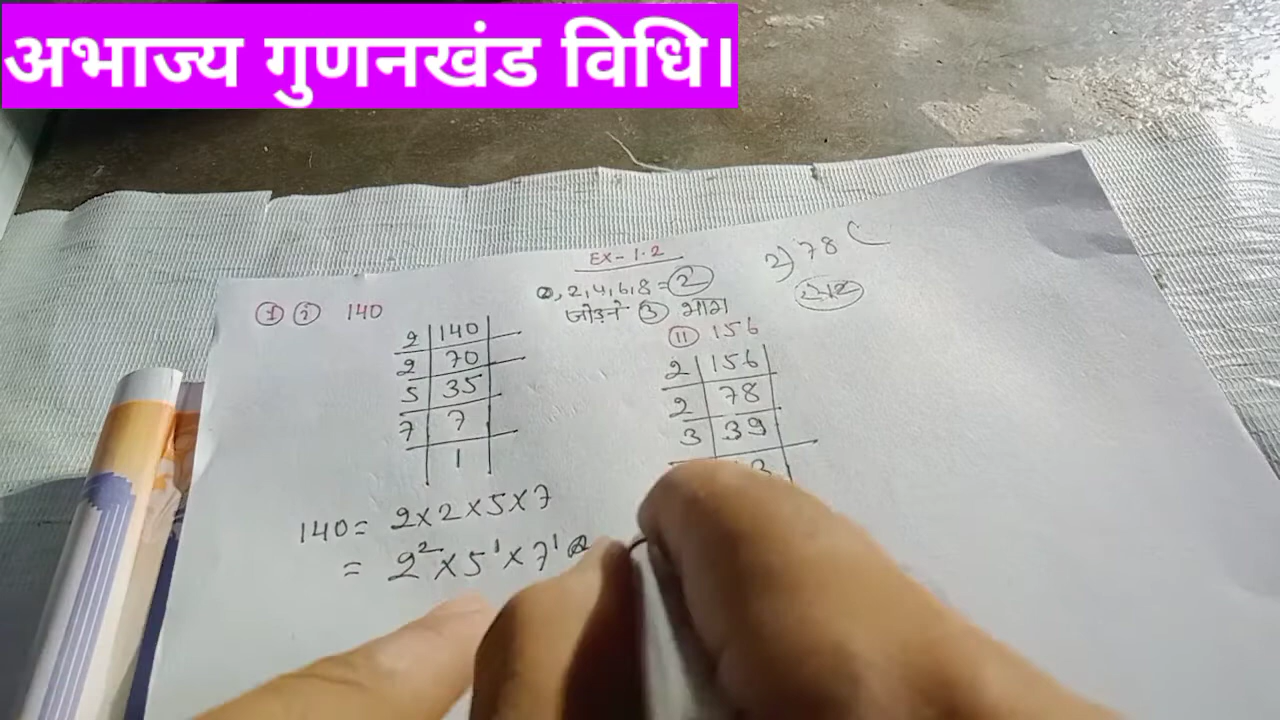 अभाज्य गुणनखंड विधि।
EX-1.2
0,2,4,6,8=2
जोड़ने 3 भाग
2)78(
1 i 140
2 140
2 70
5 35
7 7
1
140= 2×2×5×7
= 2²×5¹×7¹
II 156
2 156
2 78
3 39